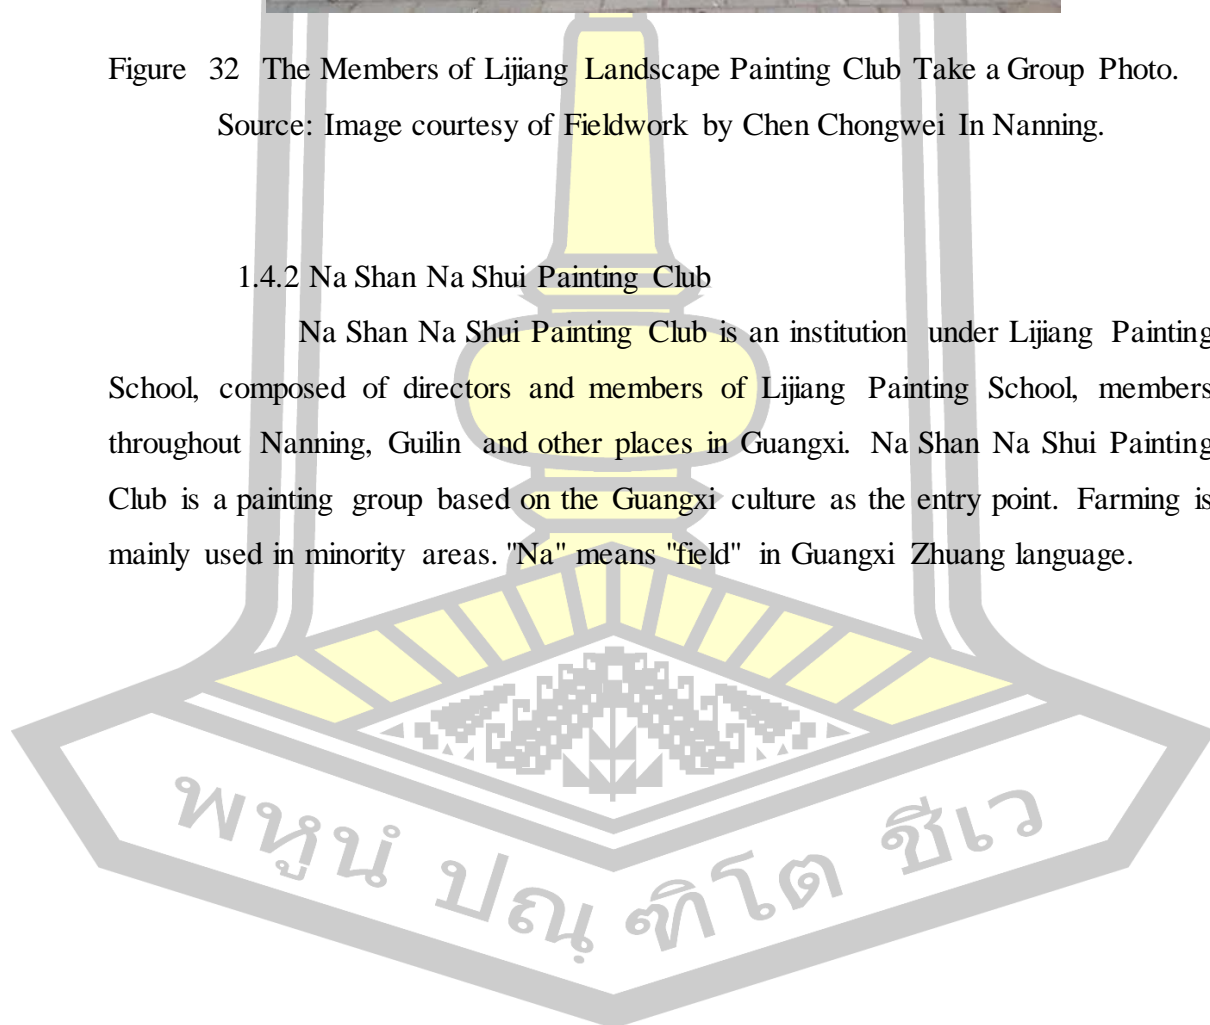 Figure 32 The Members of Lijiang Landscape Painting Club Take a Group Photo.
Source: Image courtesy of Fieldwork by Chen Chongwei In Nanning.
1.4.2 Na Shan Na Shui Painting Club
Na Shan Na Shui Painting Club is an institution under Lijiang Painting
School, composed of directors and members of Lijiang Painting School, members
throughout Nanning, Guilin and other places in Guangxi. Na Shan Na Shui Painting
Club is a painting group based on the Guangxi culture as the entry point. Farming is
mainly used in minority areas. "Na" means "field" in Guangxi Zhuang language.
พหูนํ ปณฺฑิโต ชีเว